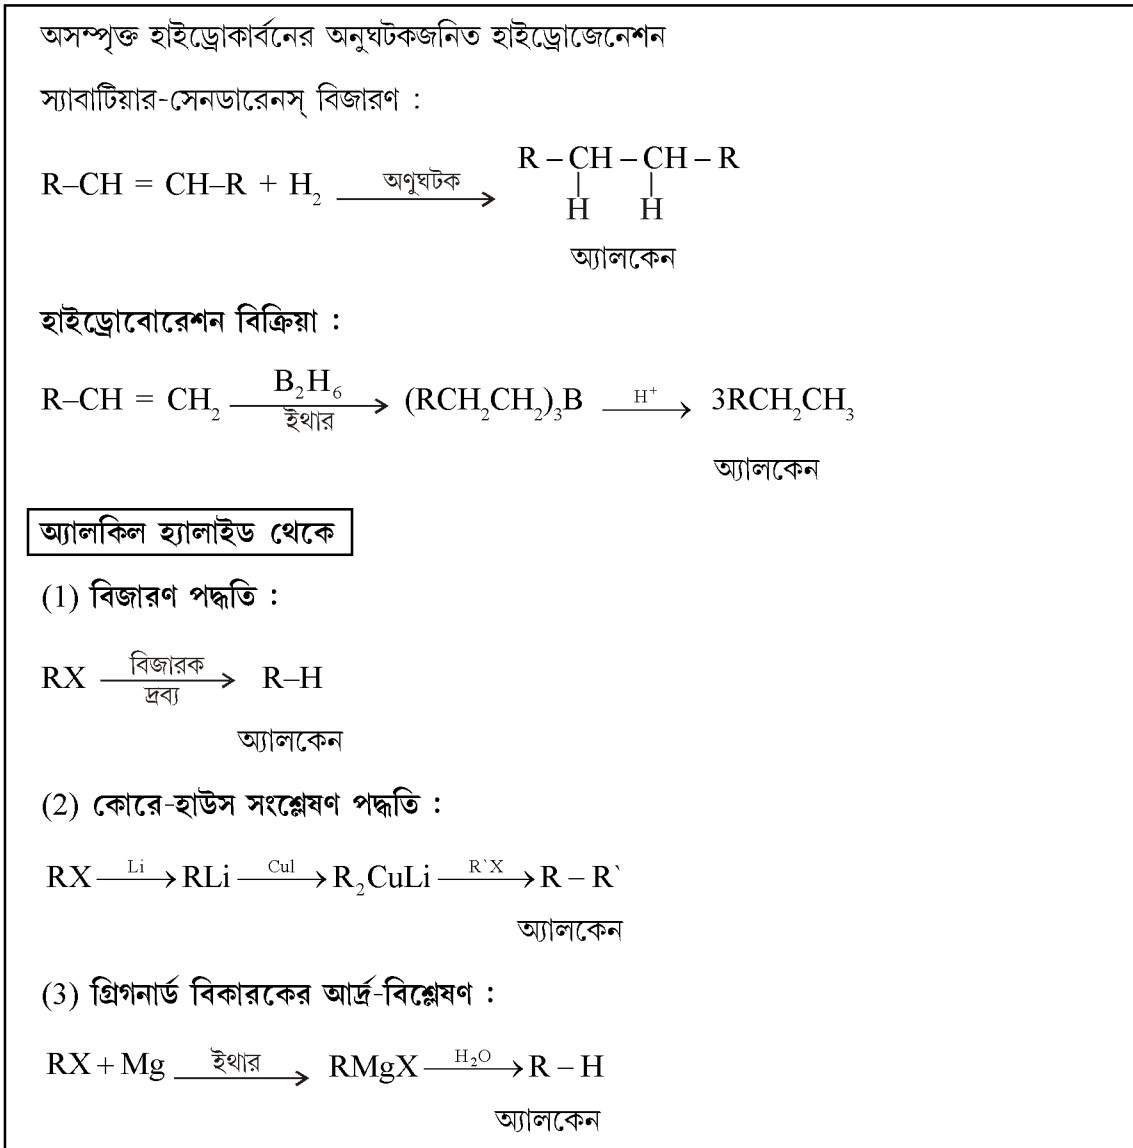 অসম্পৃক্ত হাইড্রোকার্বনের অনুঘটকজনিত হাইড্রোজেনেশন
স্যাবাটিয়ার-সেনডারেনস্ বিজারণ :
R–CH = CH–R + H₂ অণুঘটক → R – CH – CH – R
H H
অ্যালকেন
হাইড্রোবোরেশন বিক্রিয়া :
R–CH = CH₂ B₂H₆ ইথার → (RCH₂CH₂)₃B H⁺ → 3RCH₂CH₃
অ্যালকেন
অ্যালকিল হ্যালাইড থেকে
(1) বিজারণ পদ্ধতি :
RX বিজারক দ্রব্য → R–H
অ্যালকেন
(2) কোরে-হাউস সংশ্লেষণ পদ্ধতি :
RX Li → RLi CuI → R₂CuLi R`X → R – R`
অ্যালকেন
(3) গ্রিগনার্ড বিকারকের আর্দ্র-বিশ্লেষণ :
RX + Mg ইথার → RMgX H₂O → R – H
অ্যালকেন